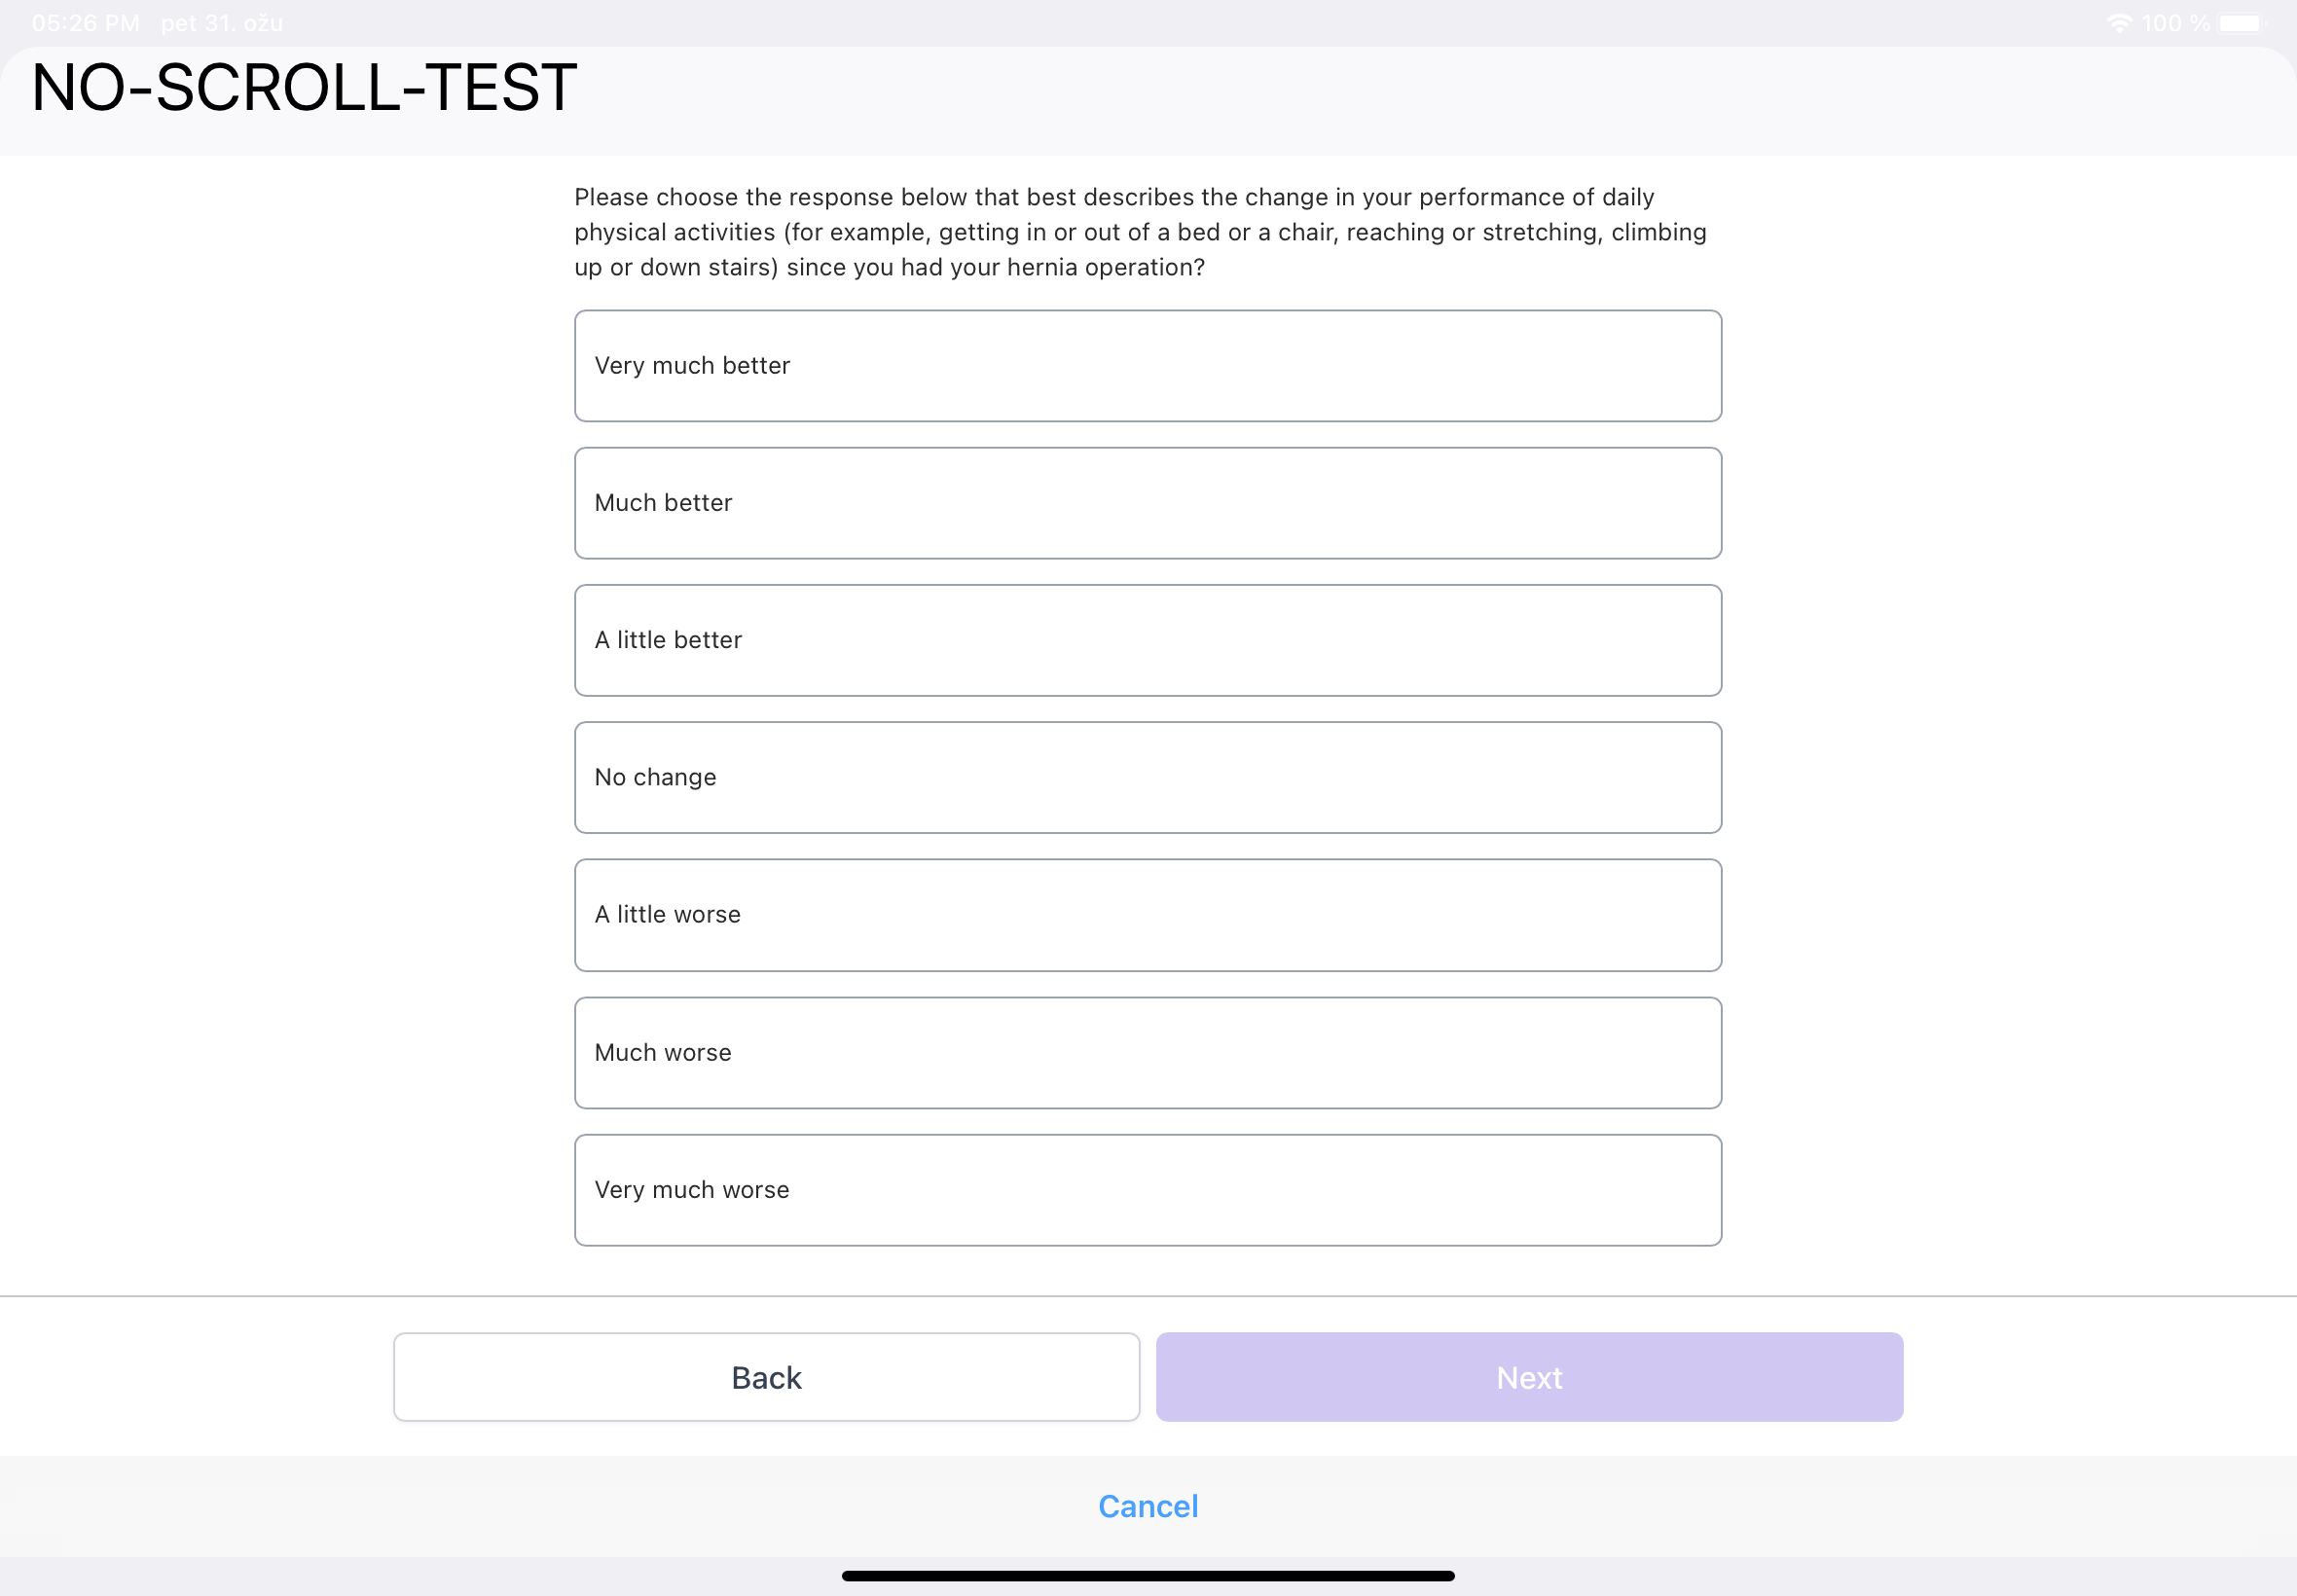 05:26 PM pet 31. ožu 100 %
NO-SCROLL-TEST
Please choose the response below that best describes the change in your performance of daily
physical activities (for example, getting in or out of a bed or a chair, reaching or stretching, climbing
up or down stairs) since you had your hernia operation?
Very much better
Much better
A little better
No change
A little worse
Much worse
Very much worse
Back Next
Cancel